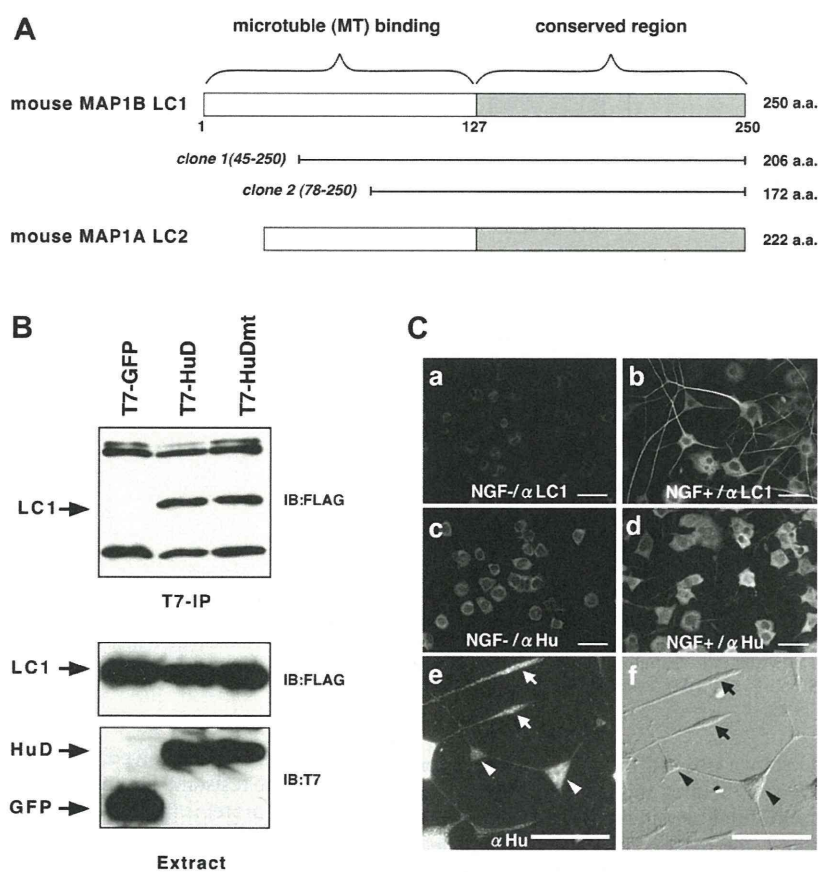 A
microtuble (MT) binding
conserved region
mouse MAP1B LC1
250 a.a.
1
127
250
clone 1(45-250)
206 a.a.
clone 2 (78-250)
172 a.a.
mouse MAP1A LC2
222 a.a.
B
T7-GFP
T7-HuD
T7-HuDmt
LC1
IB:FLAG
T7-IP
LC1
IB:FLAG
HuD
IB:T7
GFP
Extract
C
a
NGF-/αLC1
b
NGF+/αLC1
c
NGF-/αHu
d
NGF+/αHu
e
αHu
f